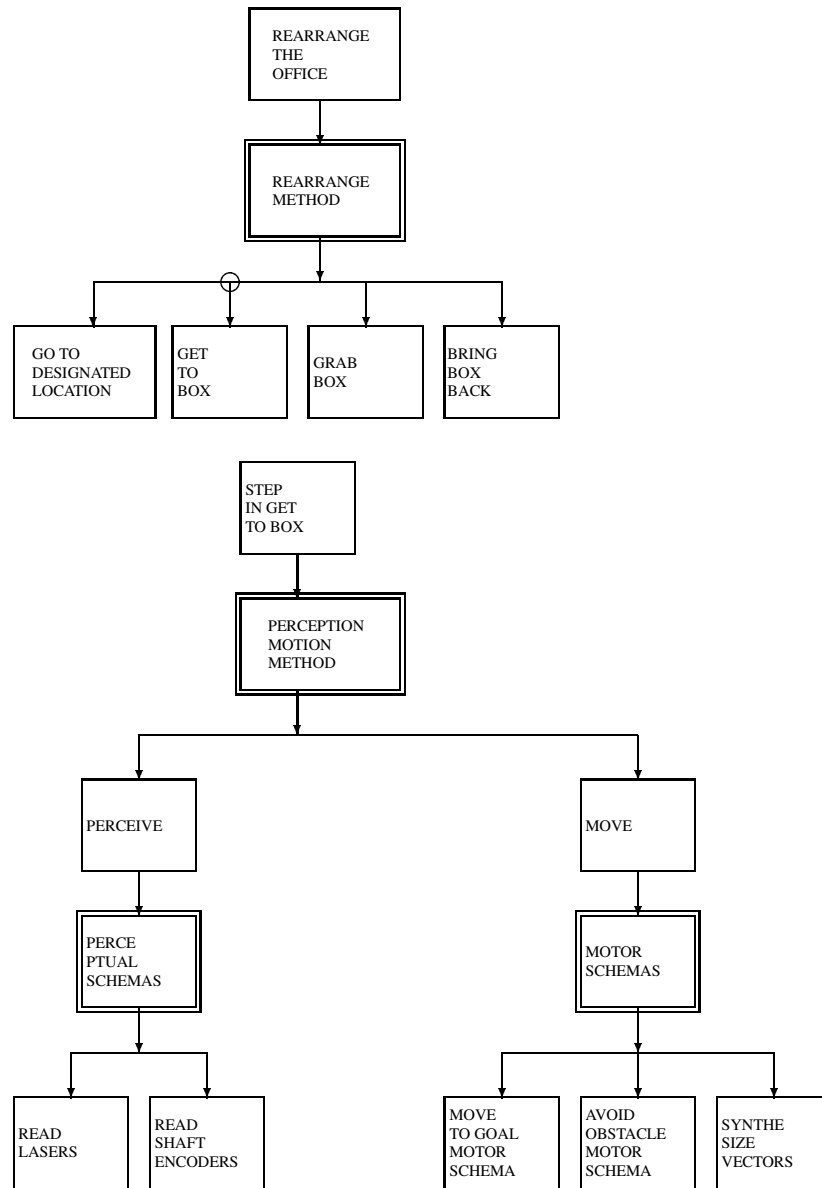 REARRANGE
THE
OFFICE
REARRANGE
METHOD
GO TO
DESIGNATED
LOCATION
GET
TO
BOX
GRAB
BOX
BRING
BOX
BACK
STEP
IN GET
TO BOX
PERCEPTION
MOTION
METHOD
PERCEIVE
MOVE
PERCE
PTUAL
SCHEMAS
MOTOR
SCHEMAS
READ
LASERS
READ
SHAFT
ENCODERS
MOVE
TO GOAL
MOTOR
SCHEMA
AVOID
OBSTACLE
MOTOR
SCHEMA
SYNTHE
SIZE
VECTORS